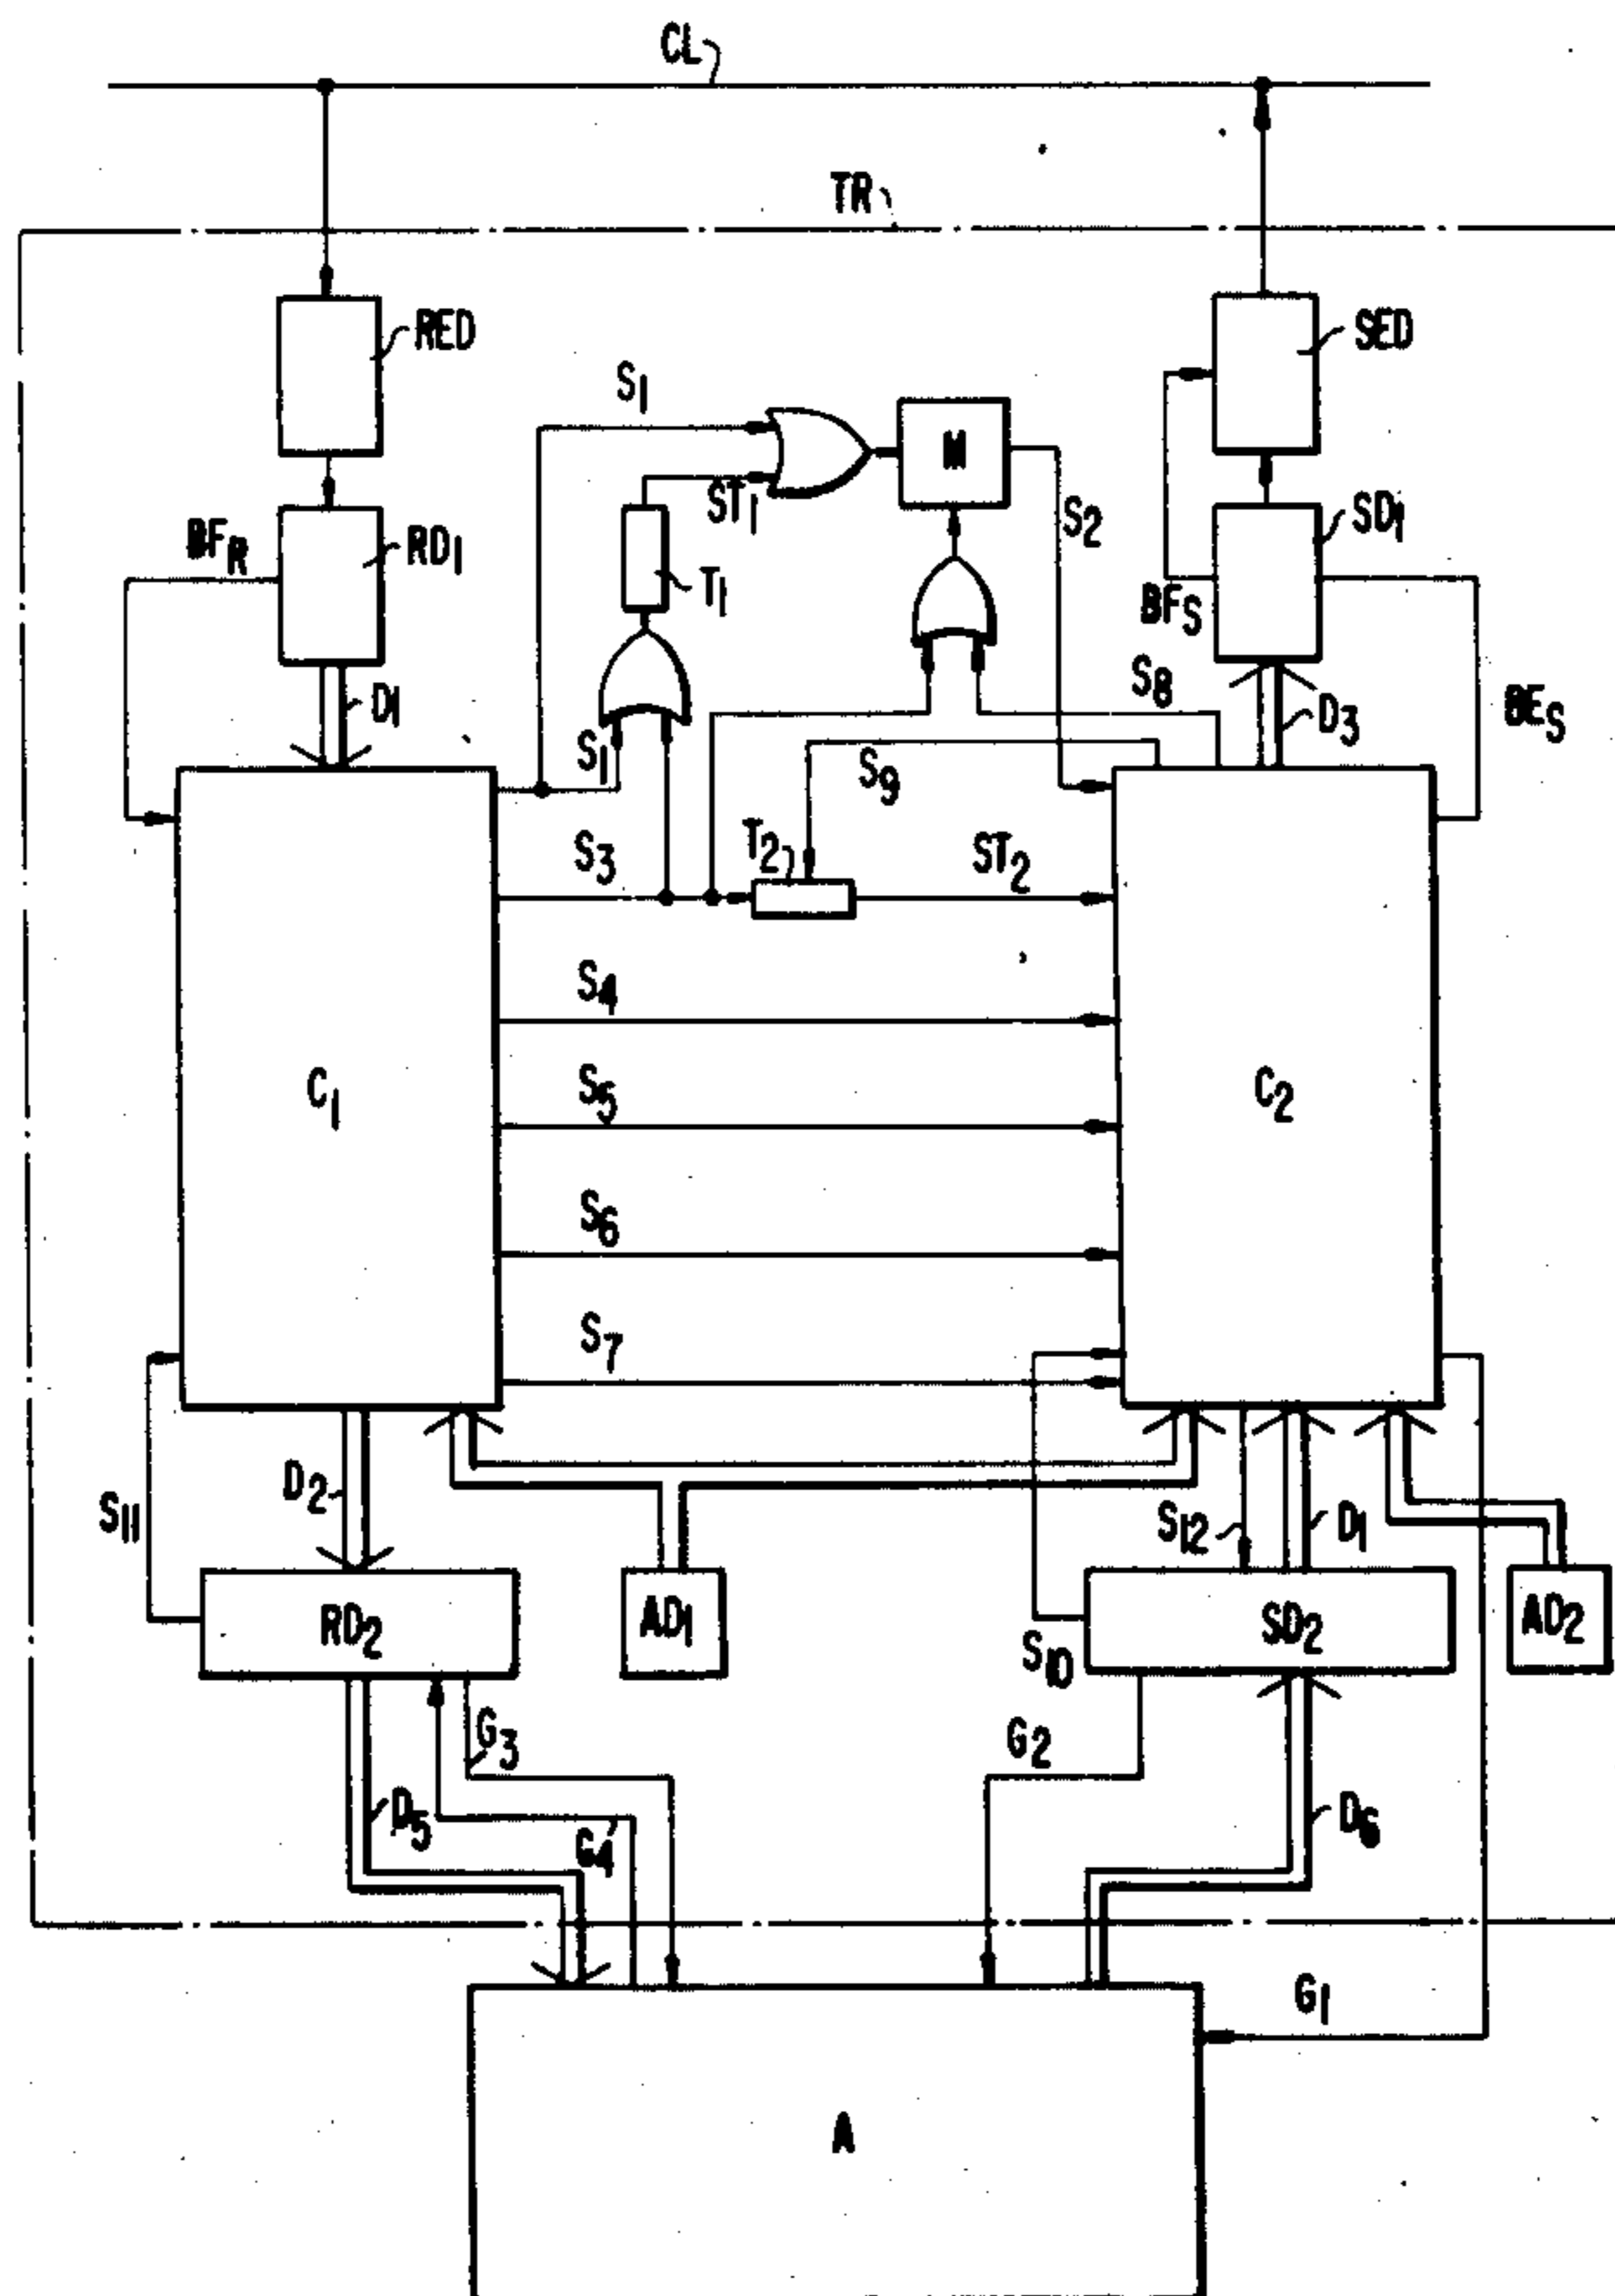 CL
TR
RED
SED
S1
M
ST1
S2
SD1
BFR
RD1
T1
BFS
S8
D1
S1
D3
BES
S9
S3
T2
ST2
S4
C1
S5
C2
S6
S7
D2
S11
S12
D1
RD2
AD1
SD2
AD2
S10
G3
G2
D5
G4
D6
G1
A